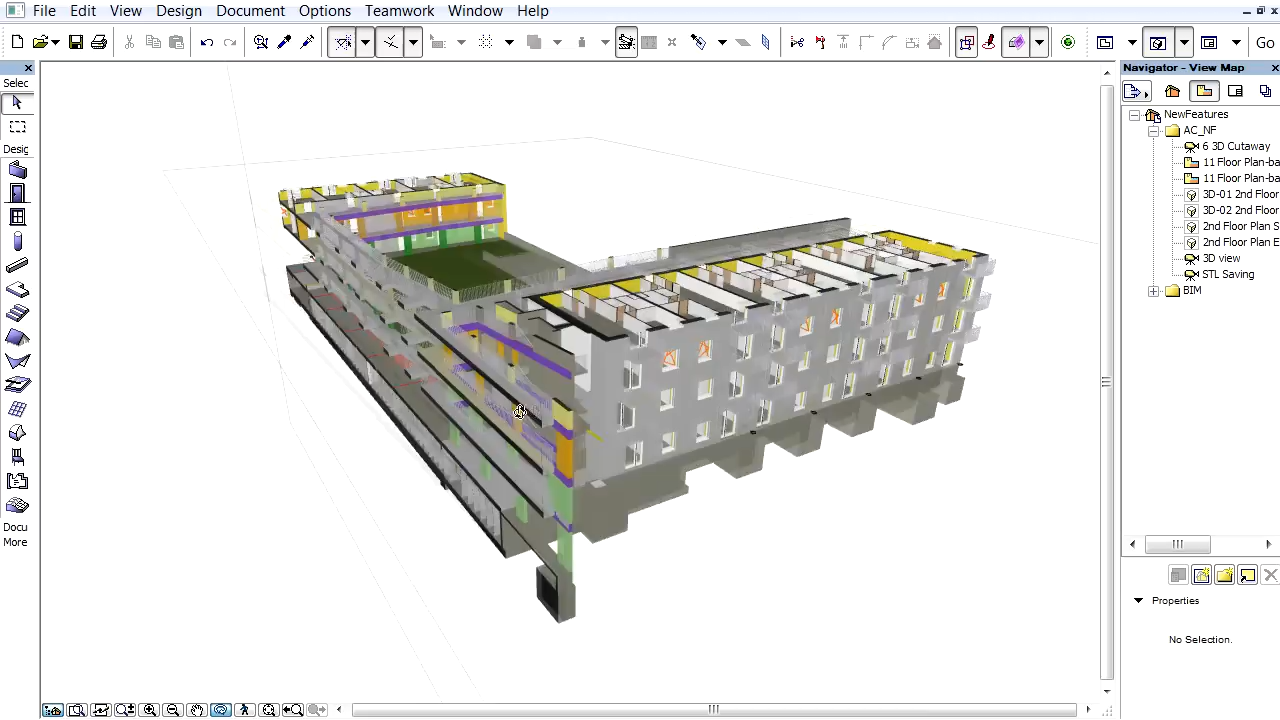 File Edit View Design Document Options Teamwork Window Help
Go
Selec
Navigator - View Map
Desig
NewFeatures
AC_NF
6 3D Cutaway
11 Floor Plan-ba
11 Floor Plan-ba
3D-01 2nd Floor
3D-02 2nd Floor
2nd Floor Plan S
2nd Floor Plan E
3D view
STL Saving
BIM
Docu
More
Properties
No Selection.